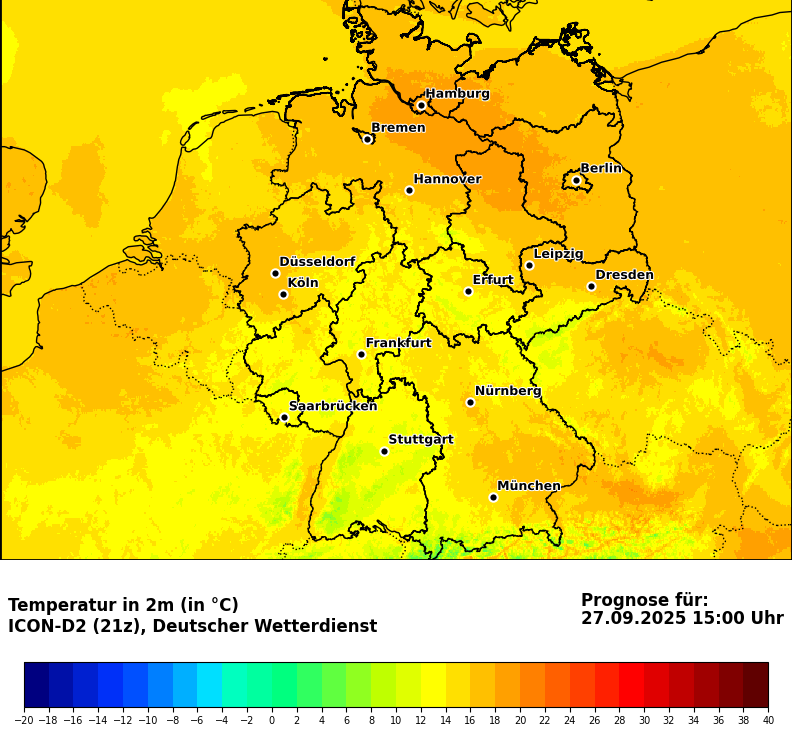 Hamburg
Bremen
Berlin
Hannover
Leipzig
Düsseldorf
Dresden
Köln
Erfurt
Frankfurt
Nürnberg
Saarbrücken
Stuttgart
München
Temperatur in 2m (in °C)
ICON-D2 (21z), Deutscher Wetterdienst
Prognose für:
27.09.2025 15:00 Uhr
−20 −18 −16 −14 −12 −10 −8 −6 −4 −2 0 2 4 6 8 10 12 14 16 18 20 22 24 26 28 30 32 34 36 38 40